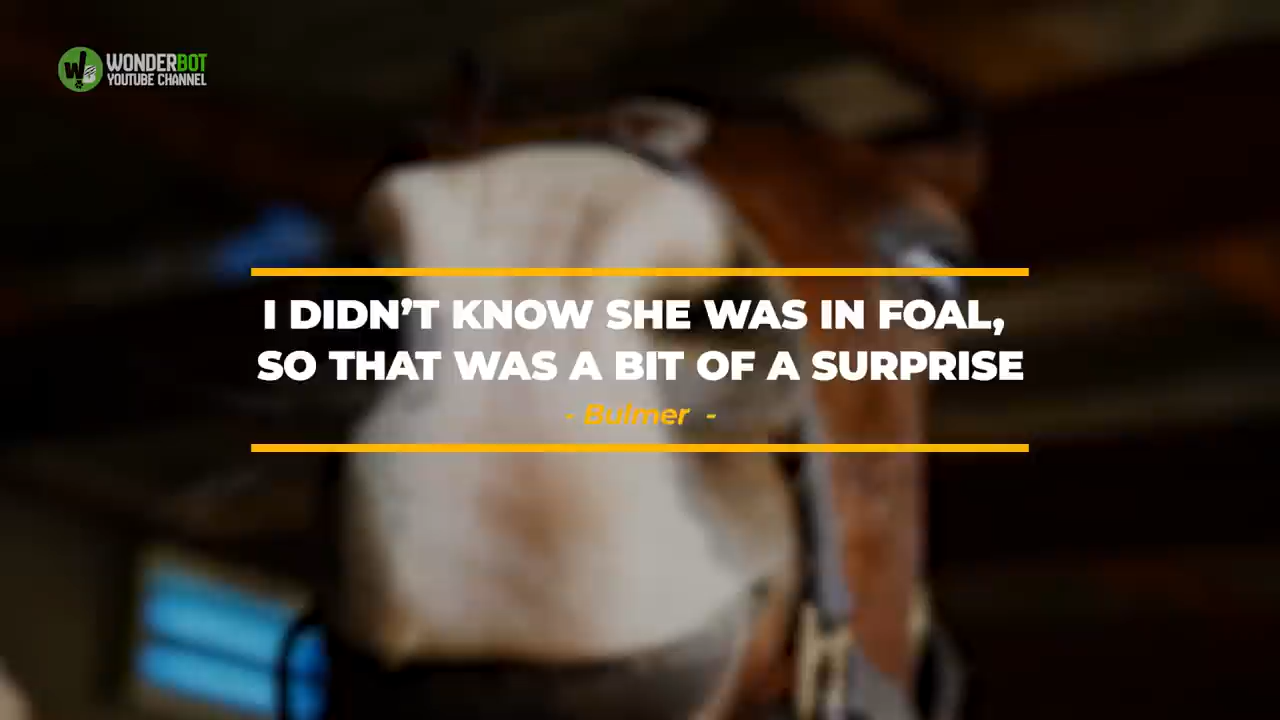 WONDERBOT
YOUTUBE CHANNEL
I DIDN’T KNOW SHE WAS IN FOAL,
SO THAT WAS A BIT OF A SURPRISE
- Bulmer -